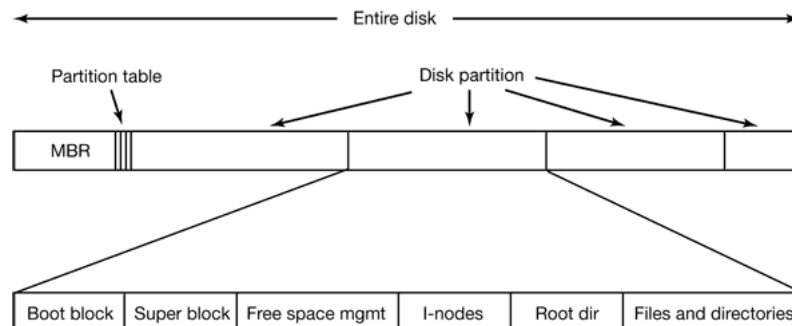 Entire disk
Partition table
Disk partition
MBR
Boot block
Super block
Free space mgmt
I-nodes
Root dir
Files and directories